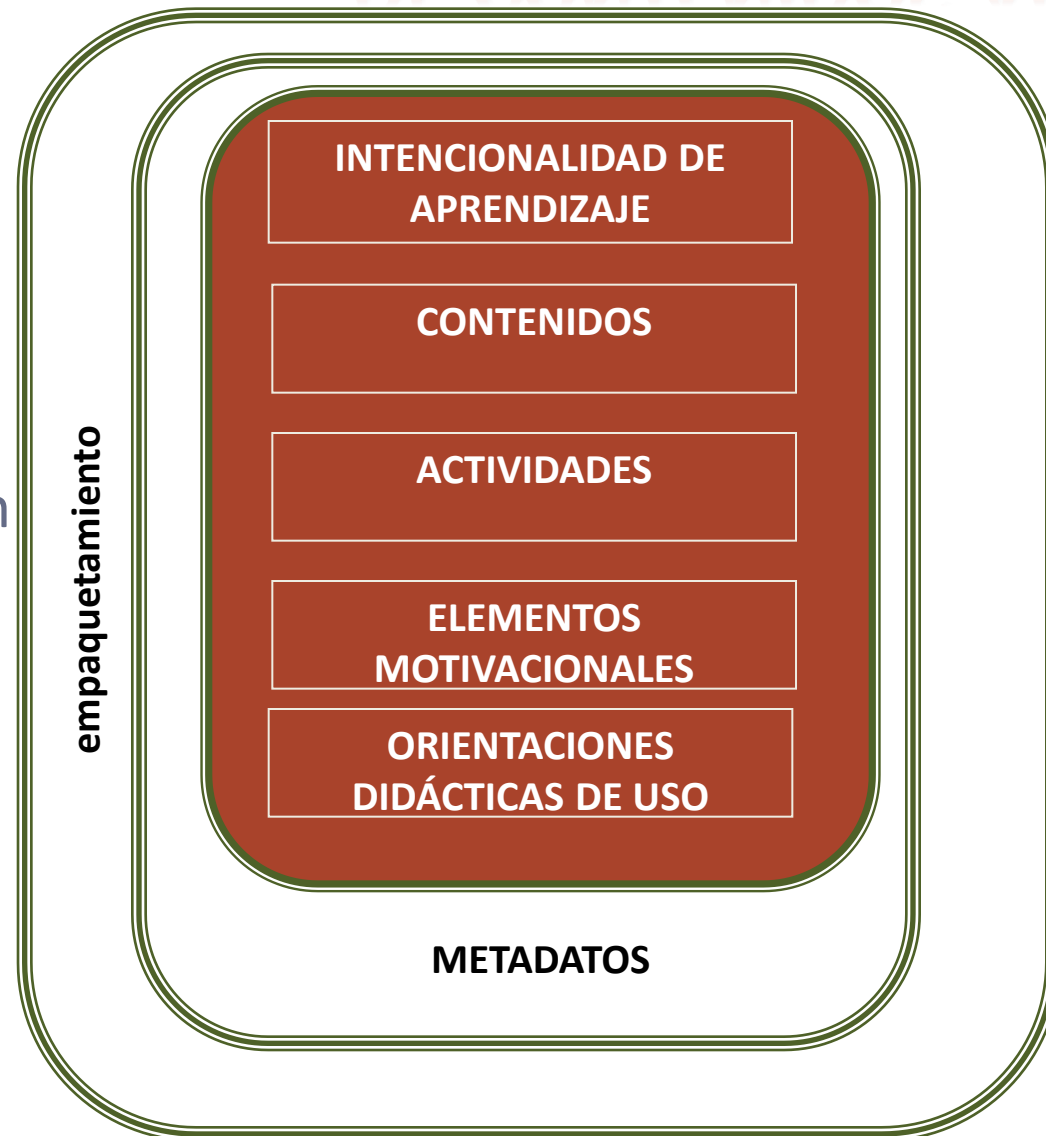 INTENCIONALIDAD DE
APRENDIZAJE
CONTENIDOS
ACTIVIDADES
ELEMENTOS
MOTIVACIONALES
ORIENTACIONES
DIDÁCTICAS DE USO
empaquetamiento
METADATOS